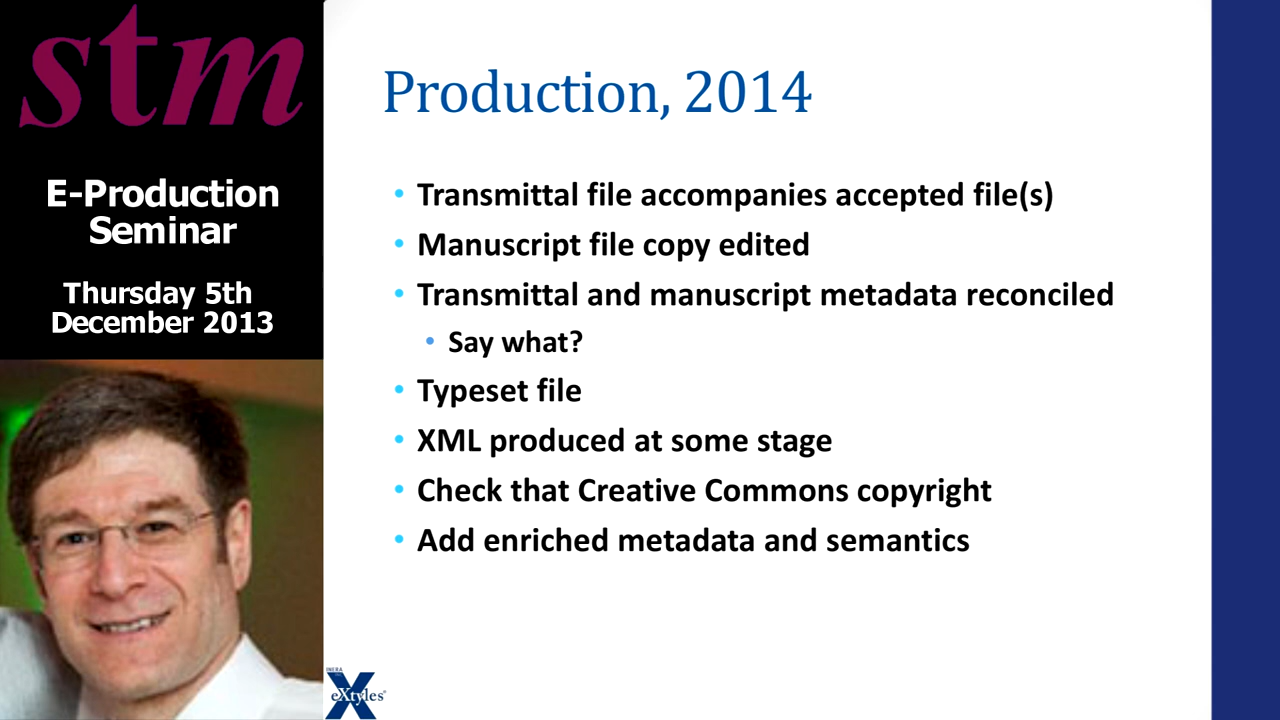 stm
E-Production
Seminar
Thursday 5th
December 2013
Production, 2014
• Transmittal file accompanies accepted file(s)
• Manuscript file copy edited
• Transmittal and manuscript metadata reconciled
• Say what?
• Typeset file
• XML produced at some stage
• Check that Creative Commons copyright
• Add enriched metadata and semantics
INERA
eXtyles®